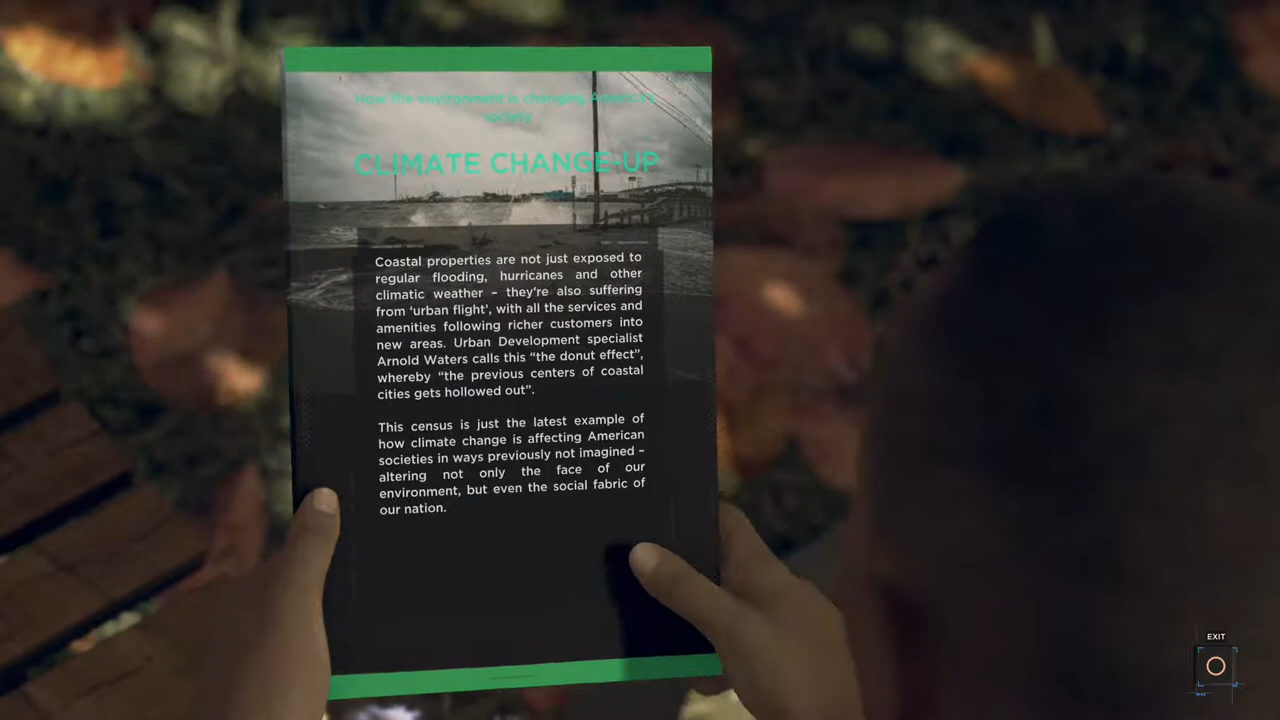 How the environment is changing America's
society
CLIMATE CHANGE-UP
Coastal properties are not just exposed to
regular flooding, hurricanes and other
climatic weather – they're also suffering
from ‘urban flight’, with all the services and
amenities following richer customers into
new areas. Urban Development specialist
Arnold Waters calls this “the donut effect”,
whereby “the previous centers of coastal
cities gets hollowed out”.
This census is just the latest example of
how climate change is affecting American
societies in ways previously not imagined –
altering not only the face of our
environment, but even the social fabric of
our nation.
EXIT